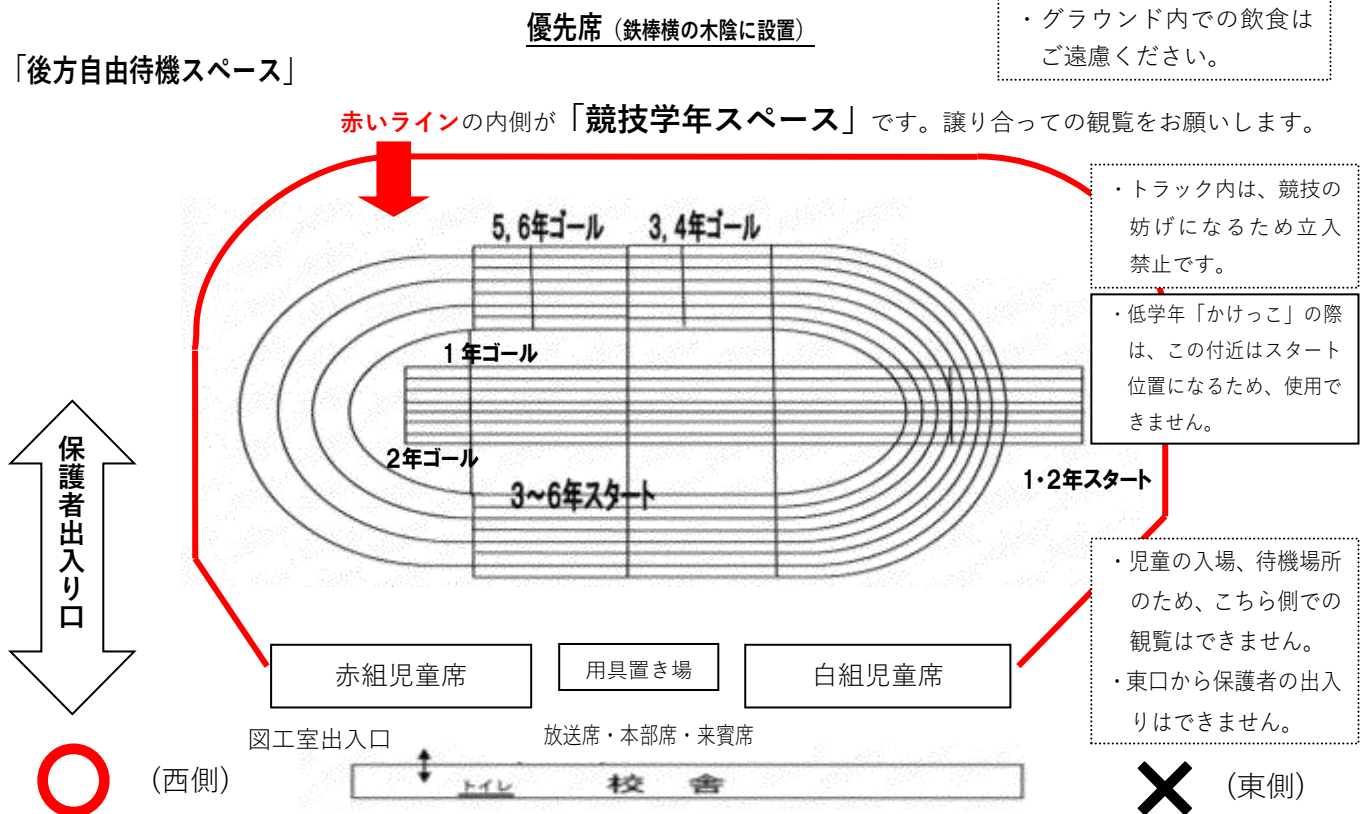 優先席（鉄棒横の木陰に設置）
・グラウンド内での飲食は
ご遠慮ください。
「後方自由待機スペース」
赤いラインの内側が「競技学年スペース」です。譲り合っての観覧をお願いします。
・トラック内は、競技の
妨げになるため立入
禁止です。
5,6年ゴール
3,4年ゴール
・低学年「かけっこ」の際
は、この付近はスタート
位置になるため、使用で
きません。
1年ゴール
2年ゴール
3～6年スタート
1・2年スタート
保護者出入り口
・児童の入場、待機場所
のため、こちら側での
観覧はできません。
・東口から保護者の出入
りはできません。
赤組児童席
用具置き場
白組児童席
図工室出入口
放送席・本部席・来賓席
（西側）
トイレ
校舎
（東側）